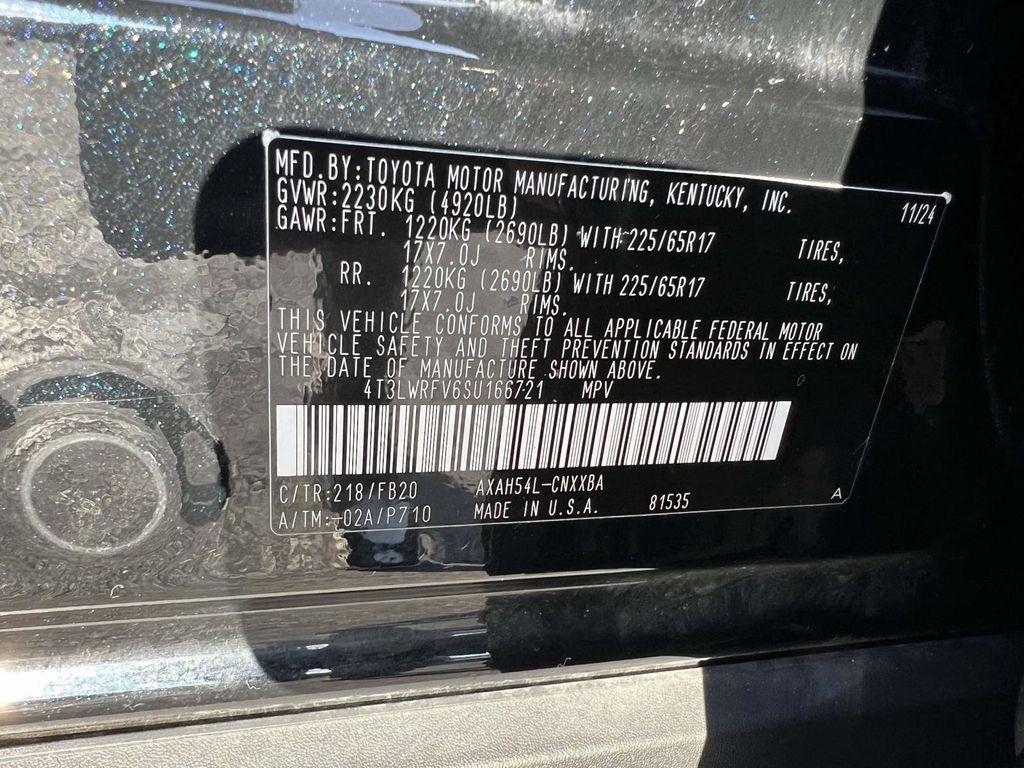 MFD.BY:TOYOTA MOTOR MANUFACTURING, KENTUCKY, INC. 11/24
GVWR:2230KG (4920LB)
GAWR:FRT. 1220KG (2690LB) WITH 225/65R17 TIRES,
17X7.0J RIMS.
RR. 1220KG (2690LB) WITH 225/65R17 TIRES,
17X7.0J RIMS.
THIS VEHICLE CONFORMS TO ALL APPLICABLE FEDERAL MOTOR
VEHICLE SAFETY AND THEFT PREVENTION STANDARDS IN EFFECT ON
THE DATE OF MANUFACTURE SHOWN ABOVE.
4T3LWRFV6SU166721 MPV
C/TR:218/FB20 AXAH54L-CNXXBA
A/TM:-02A/P710 MADE IN U.S.A. 81535 A